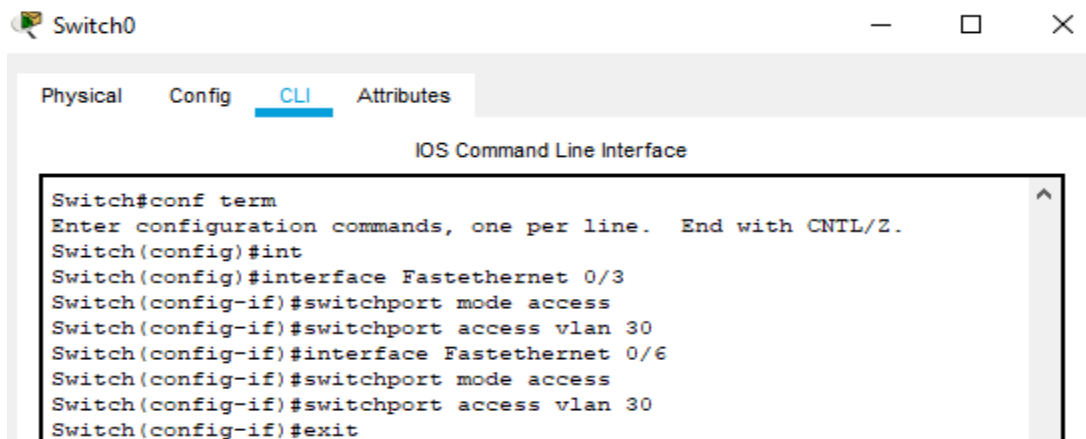 Switch0
Physical Config CLI Attributes
IOS Command Line Interface
Switch#conf term
Enter configuration commands, one per line.  End with CNTL/Z.
Switch(config)#int
Switch(config)#interface Fastethernet 0/3
Switch(config-if)#switchport mode access
Switch(config-if)#switchport access vlan 30
Switch(config-if)#interface Fastethernet 0/6
Switch(config-if)#switchport mode access
Switch(config-if)#switchport access vlan 30
Switch(config-if)#exit